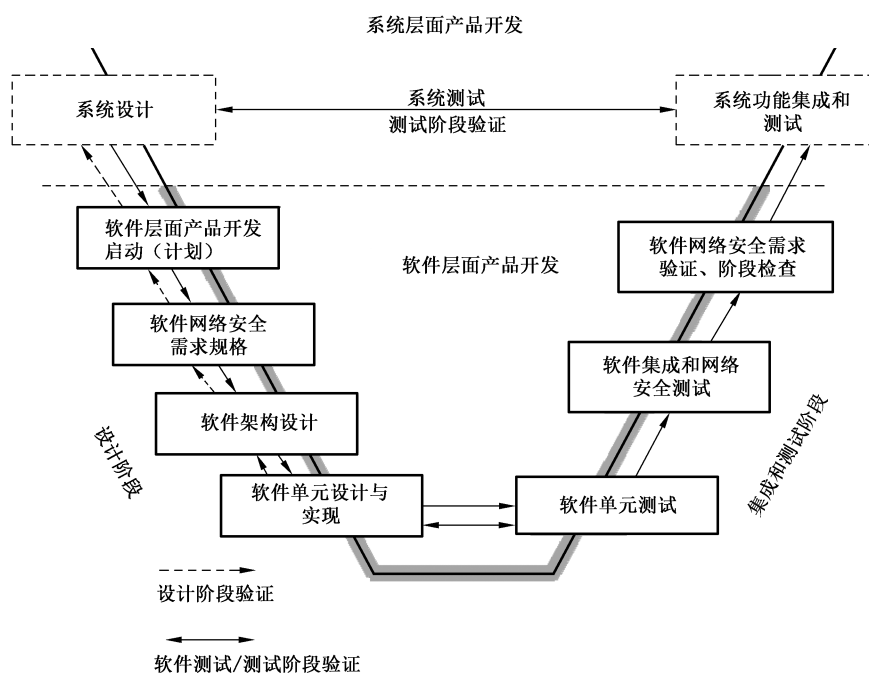 系统层面产品开发
系统设计
系统测试
测试阶段验证
系统功能集成和
测试
软件层面产品开发
启动（计划）
软件层面产品开发
软件网络安全需求
验证、阶段检查
软件网络安全
需求规格
软件集成和网络
安全测试
软件架构设计
设计阶段
集成和测试阶段
软件单元设计与
实现
软件单元测试
设计阶段验证
软件测试/测试阶段验证